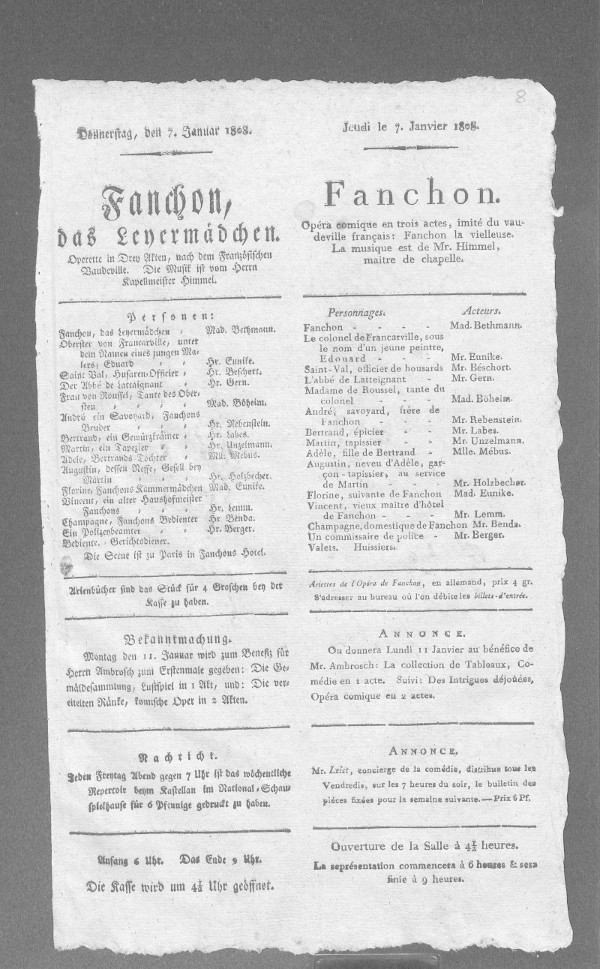 8
Donnerstag, den 7. Januar 1808.
Fanchon,
das Leyermädchen.
Operette in Drey Akten, nach dem Französischen
Vaudeville. Die Musik ist vom Herrn
Kapellmeister Himmel.
Personen:
Fanchon, das Leyermädchen - Mad. Bethmann.
Oberster von Francarville, unter
dem Namen eines jungen Ma-
lers; Eduard - Hr. Eunike.
Saint Val, Husaren-Officier - Hr. Beschort.
Der Abbé de Lattaignant - Hr. Gern.
Frau von Roussel, Tante des Ober-
sten - Mad. Böheim.
André ein Savoyard, Fanchons
Bruder - Hr. Rebenstein.
Bertrand, ein Gewürzkrämer - Hr. Labes.
Martin, ein Tapezier - Hr. Unzelmann.
Adele, Bertrands Tochter - Mlle. Mebus.
Augustin, dessen Neffe, Gesell bey
Martin - Hr. Holzbecher.
Florine, Fanchons Kammermädchen Mad. Eunike.
Vincent, ein alter Haushofmeister
Fanchons - Hr. Lemm.
Champagne, Fanchons Bedienter Hr Benda.
Ein Polizeybeamter - Hr. Berger.
Bediente. Gerichtsdiener.
Die Scene ist zu Paris in Fanchons Hotel.
Arienbücher sind das Stück für 4 Groschen bey der
Kasse zu haben.
Bekanntmachung.
Montag den 11. Januar wird zum Benefiz für
Herrn Ambrosch zum Erstenmale gegeben: Die Ge-
mäldesammlung, Lustspiel in 1 Akt, und: Die ver-
eitelten Ränke, komische Oper in 2 Akten.
Nachricht.
Jeden Freytag Abend gegen 7 Uhr ist das wöchentliche
Repertoir beym Kastellan im National-Schau
spielhause für 6 Pfennige gedruckt zu haben.
Anfang 6 Uhr. Das Ende 9 Uhr.
Die Kasse wird um 4½ Uhr geöffnet.
Jeudi le 7. Janvier 1808.
Fanchon.
Opéra comique en trois actes, imité du vau-
deville français: Fanchon la vielleuse.
La musique est de Mr. Himmel,
maitre de chapelle.
Personnages. Acteurs.
Fanchon - - - - Mad. Bethmann.
Le colonel de Francarville, sous
le nom d'un jeune peintre,
Edouard - - - Mr. Eunike.
Saint-Val, officier de housards Mr. Béschort.
L'abbé de Latteignant - Mr. Gern.
Madame de Roussel, tante du
colonel - - - Mad. Böheim.
André, savoyard, frère de
Fanchon - - - Mr. Rebenstein.
Bertrand, épicier - - Mr. Labes.
Martin, tapissier - - Mr. Unzelmann.
Adèle, fille de Bertrand - Mlle. Mébus.
Augustin, neveu d'Adèle, gar-
çon-tapissier, au service
de Martin - - - Mr. Holzbecher.
Florine, suivante de Fanchon Mad. Eunike.
Vincent, vieux maitre d'hôtel
de Fanchon - - - Mr. Lemm.
Champagne, domestique de Fanchon Mr. Benda.
Un commissaire de police - Mr. Berger.
Valets. Huissiers.
Ariettes de l'Opéra de Fanchon, en allemand, prix 4 gr.
S'adresser au bureau où l'on débite les billets-d'entrée.
ANNONCE.
On donnera Lundi 11 Janvier au bénéfice de
Mr. Ambrosch: La collection de Tableaux, Co-
médie en 1 acte. Suivi: Des Intrigues déjouées,
Opéra comique en 2 actes.
ANNONCE.
Mr. Leist, concierge de la comédie, distribue tous les
Vendredis, sur les 7 heures du soir, le bulletin des
pièces fixées pour la semaine suivante. — Prix 6 Pf.
Ouverture de la Salle à 4½ heures.
La représentation commencera à 6 heures & sera
finie à 9 heures.